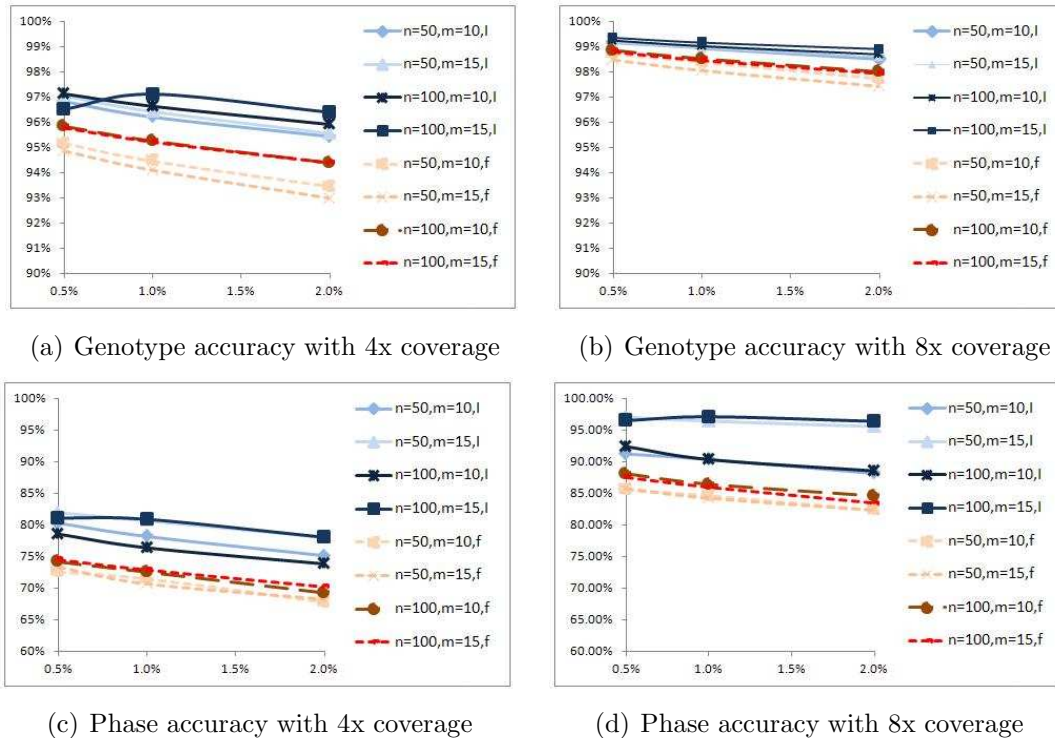 100%
99%
98%
97%
96%
95%
94%
93%
92%
91%
90%
0.5% 1.0% 1.5% 2.0%
n=50,m=10,l
n=50,m=15,l
n=100,m=10,l
n=100,m=15,l
n=50,m=10,f
n=50,m=15,f
n=100,m=10,f
n=100,m=15,f
(a) Genotype accuracy with 4x coverage
100%
99%
98%
97%
96%
95%
94%
93%
92%
91%
90%
0.5% 1.0% 1.5% 2.0%
n=50,m=10,l
n=50,m=15,l
n=100,m=10,l
n=100,m=15,l
n=50,m=10,f
n=50,m=15,f
n=100,m=10,f
n=100,m=15,f
(b) Genotype accuracy with 8x coverage
100%
95%
90%
85%
80%
75%
70%
65%
60%
0.5% 1.0% 1.5% 2.0%
n=50,m=10,l
n=50,m=15,l
n=100,m=10,l
n=100,m=15,l
n=50,m=10,f
n=50,m=15,f
n=100,m=10,f
n=100,m=15,f
(c) Phase accuracy with 4x coverage
100.00%
95.00%
90.00%
85.00%
80.00%
75.00%
70.00%
65.00%
60.00%
0.5% 1.0% 1.5% 2.0%
n=50,m=10,l
n=50,m=15,l
n=100,m=10,l
n=100,m=15,l
n=50,m=10,f
n=50,m=15,f
n=100,m=10,f
n=100,m=15,f
(d) Phase accuracy with 8x coverage